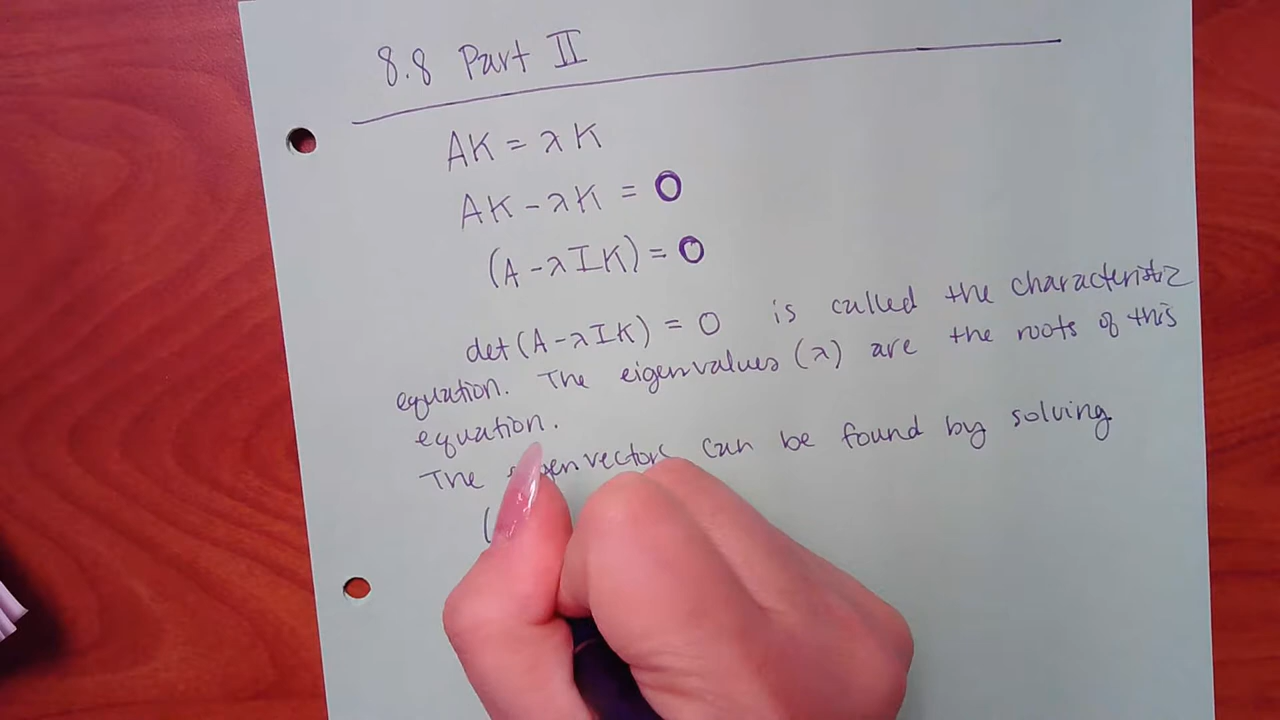 8.8 Part II
AK = λK
AK - λK = 0
(A - λIK) = 0
det(A - λIK) = 0 is called the characteristic
equation. The eigenvalues (λ) are the roots of this
equation.
The eigenvectors can be found by solving
(